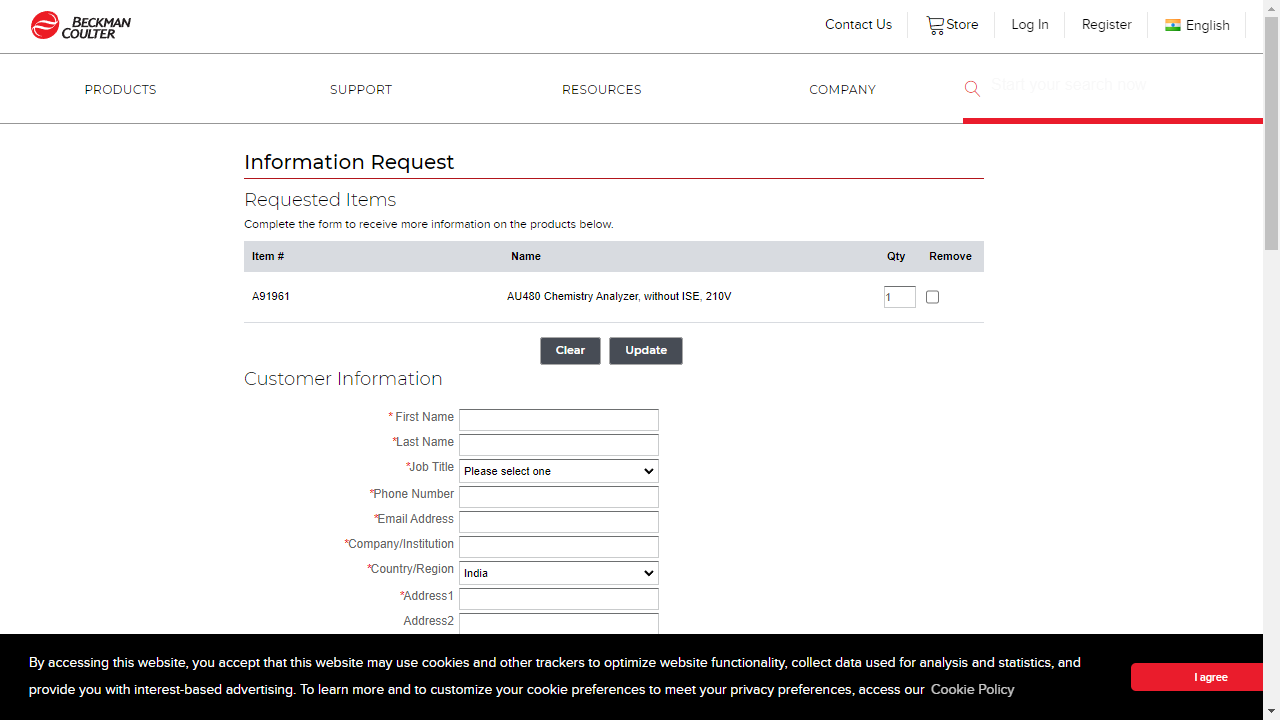 BECKMAN
COULTER
Contact Us
Store
Log In
Register
English
PRODUCTS
SUPPORT
RESOURCES
COMPANY
Start your search now
Information Request
Requested Items
Complete the form to receive more information on the products below.
Item # Name Qty Remove
A91961 AU480 Chemistry Analyzer, without ISE, 210V 1
Clear Update
Customer Information
* First Name
*Last Name
*Job Title Please select one
*Phone Number
*Email Address
*Company/Institution
*Country/Region India
*Address1
Address2
By accessing this website, you accept that this website may use cookies and other trackers to optimize website functionality, collect data used for analysis and statistics, and
provide you with interest-based advertising. To learn more and to customize your cookie preferences to meet your privacy preferences, access our Cookie Policy
I agree